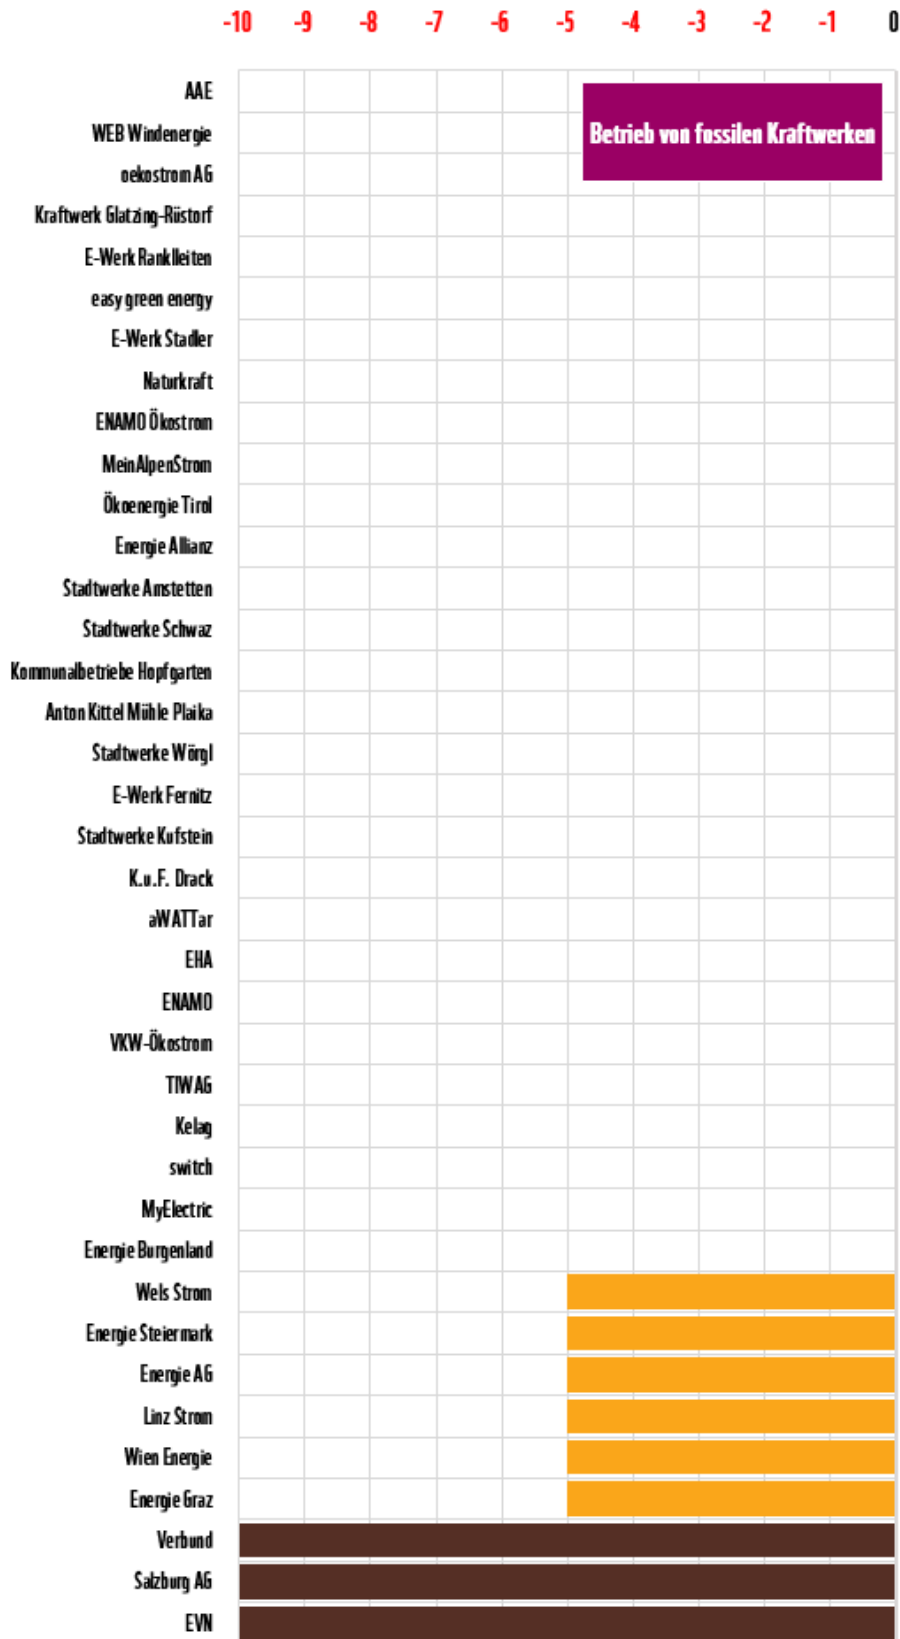 -10 -9 -8 -7 -6 -5 -4 -3 -2 -1 0
AAE
Betrieb von fossilen Kraftwerken
WEB Windenergie
oekostrom AG
Kraftwerk Glatzing-Rüstorf
E-Werk Ranklleiten
easy green energy
E-Werk Stadler
Naturkraft
ENAMO Ökostrom
MeinAlpenStrom
Ökoenergie Tirol
Energie Allianz
Stadtwerke Amstetten
Stadtwerke Schwaz
Kommunalbetriebe Hopfgarten
Anton Kittel Mühle Plaika
Stadtwerke Wörgl
E-Werk Fernitz
Stadtwerke Kufstein
K.u.F. Drack
aWATTar
EHA
ENAMO
VKW-Ökostrom
TIWAG
Kelag
switch
MyElectric
Energie Burgenland
Wels Strom
Energie Steiermark
Energie AG
Linz Strom
Wien Energie
Energie Graz
Verbund
Salzburg AG
EVN